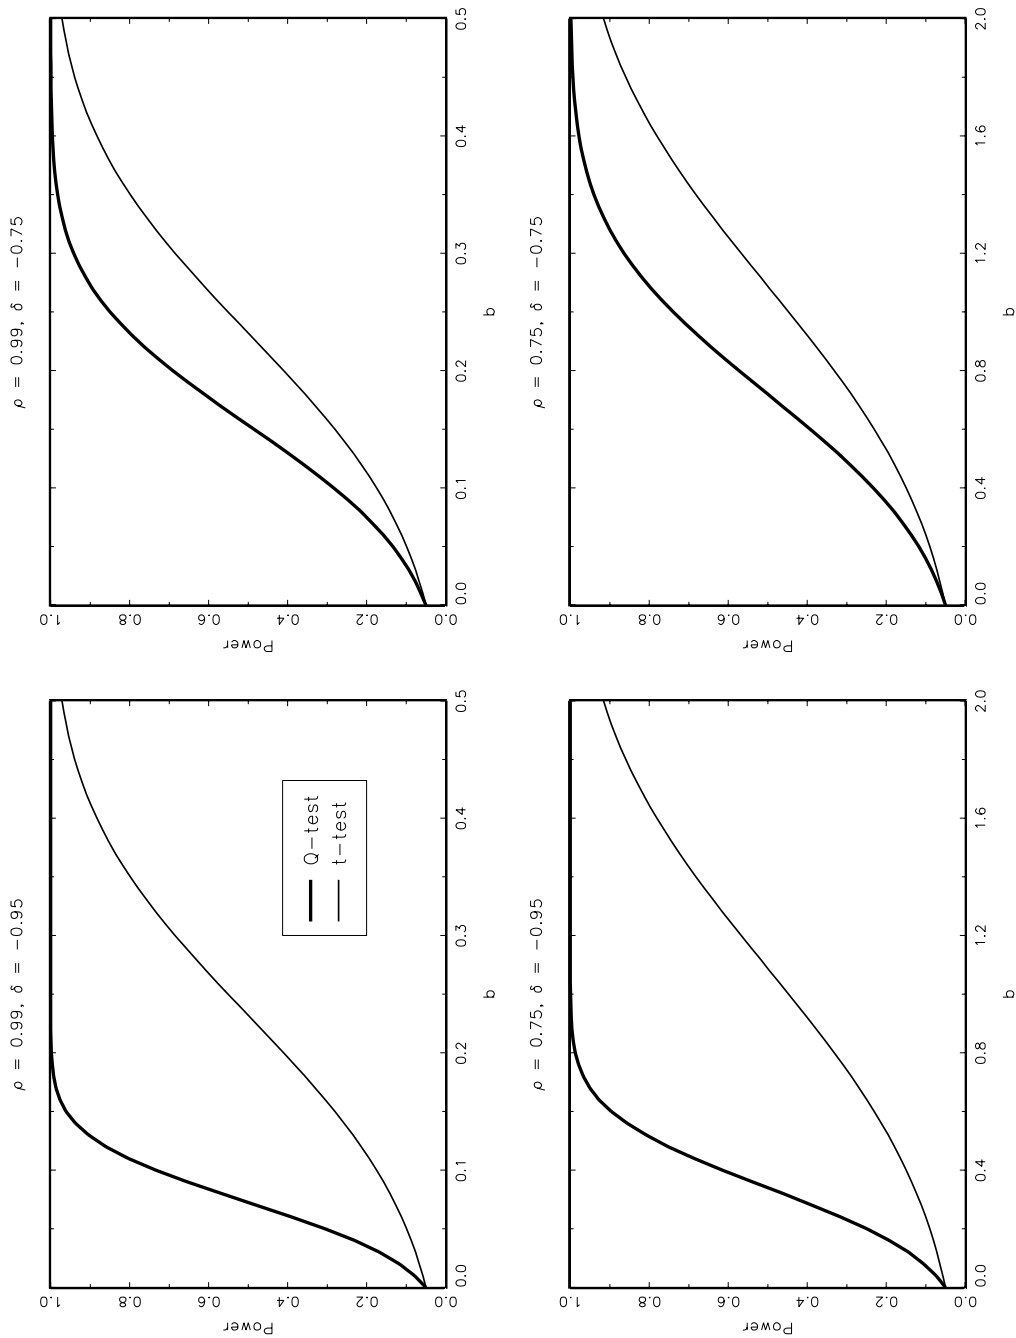 ρ = 0.99, δ = −0.95
Power
1.0
0.8
0.6
0.4
0.2
0.0
0.0 0.1 0.2 0.3 0.4 0.5
b
Q−test
t−test
ρ = 0.99, δ = −0.75
Power
1.0
0.8
0.6
0.4
0.2
0.0
0.0 0.1 0.2 0.3 0.4 0.5
b
ρ = 0.75, δ = −0.95
Power
1.0
0.8
0.6
0.4
0.2
0.0
0.0 0.4 0.8 1.2 1.6 2.0
b
ρ = 0.75, δ = −0.75
Power
1.0
0.8
0.6
0.4
0.2
0.0
0.0 0.4 0.8 1.2 1.6 2.0
b